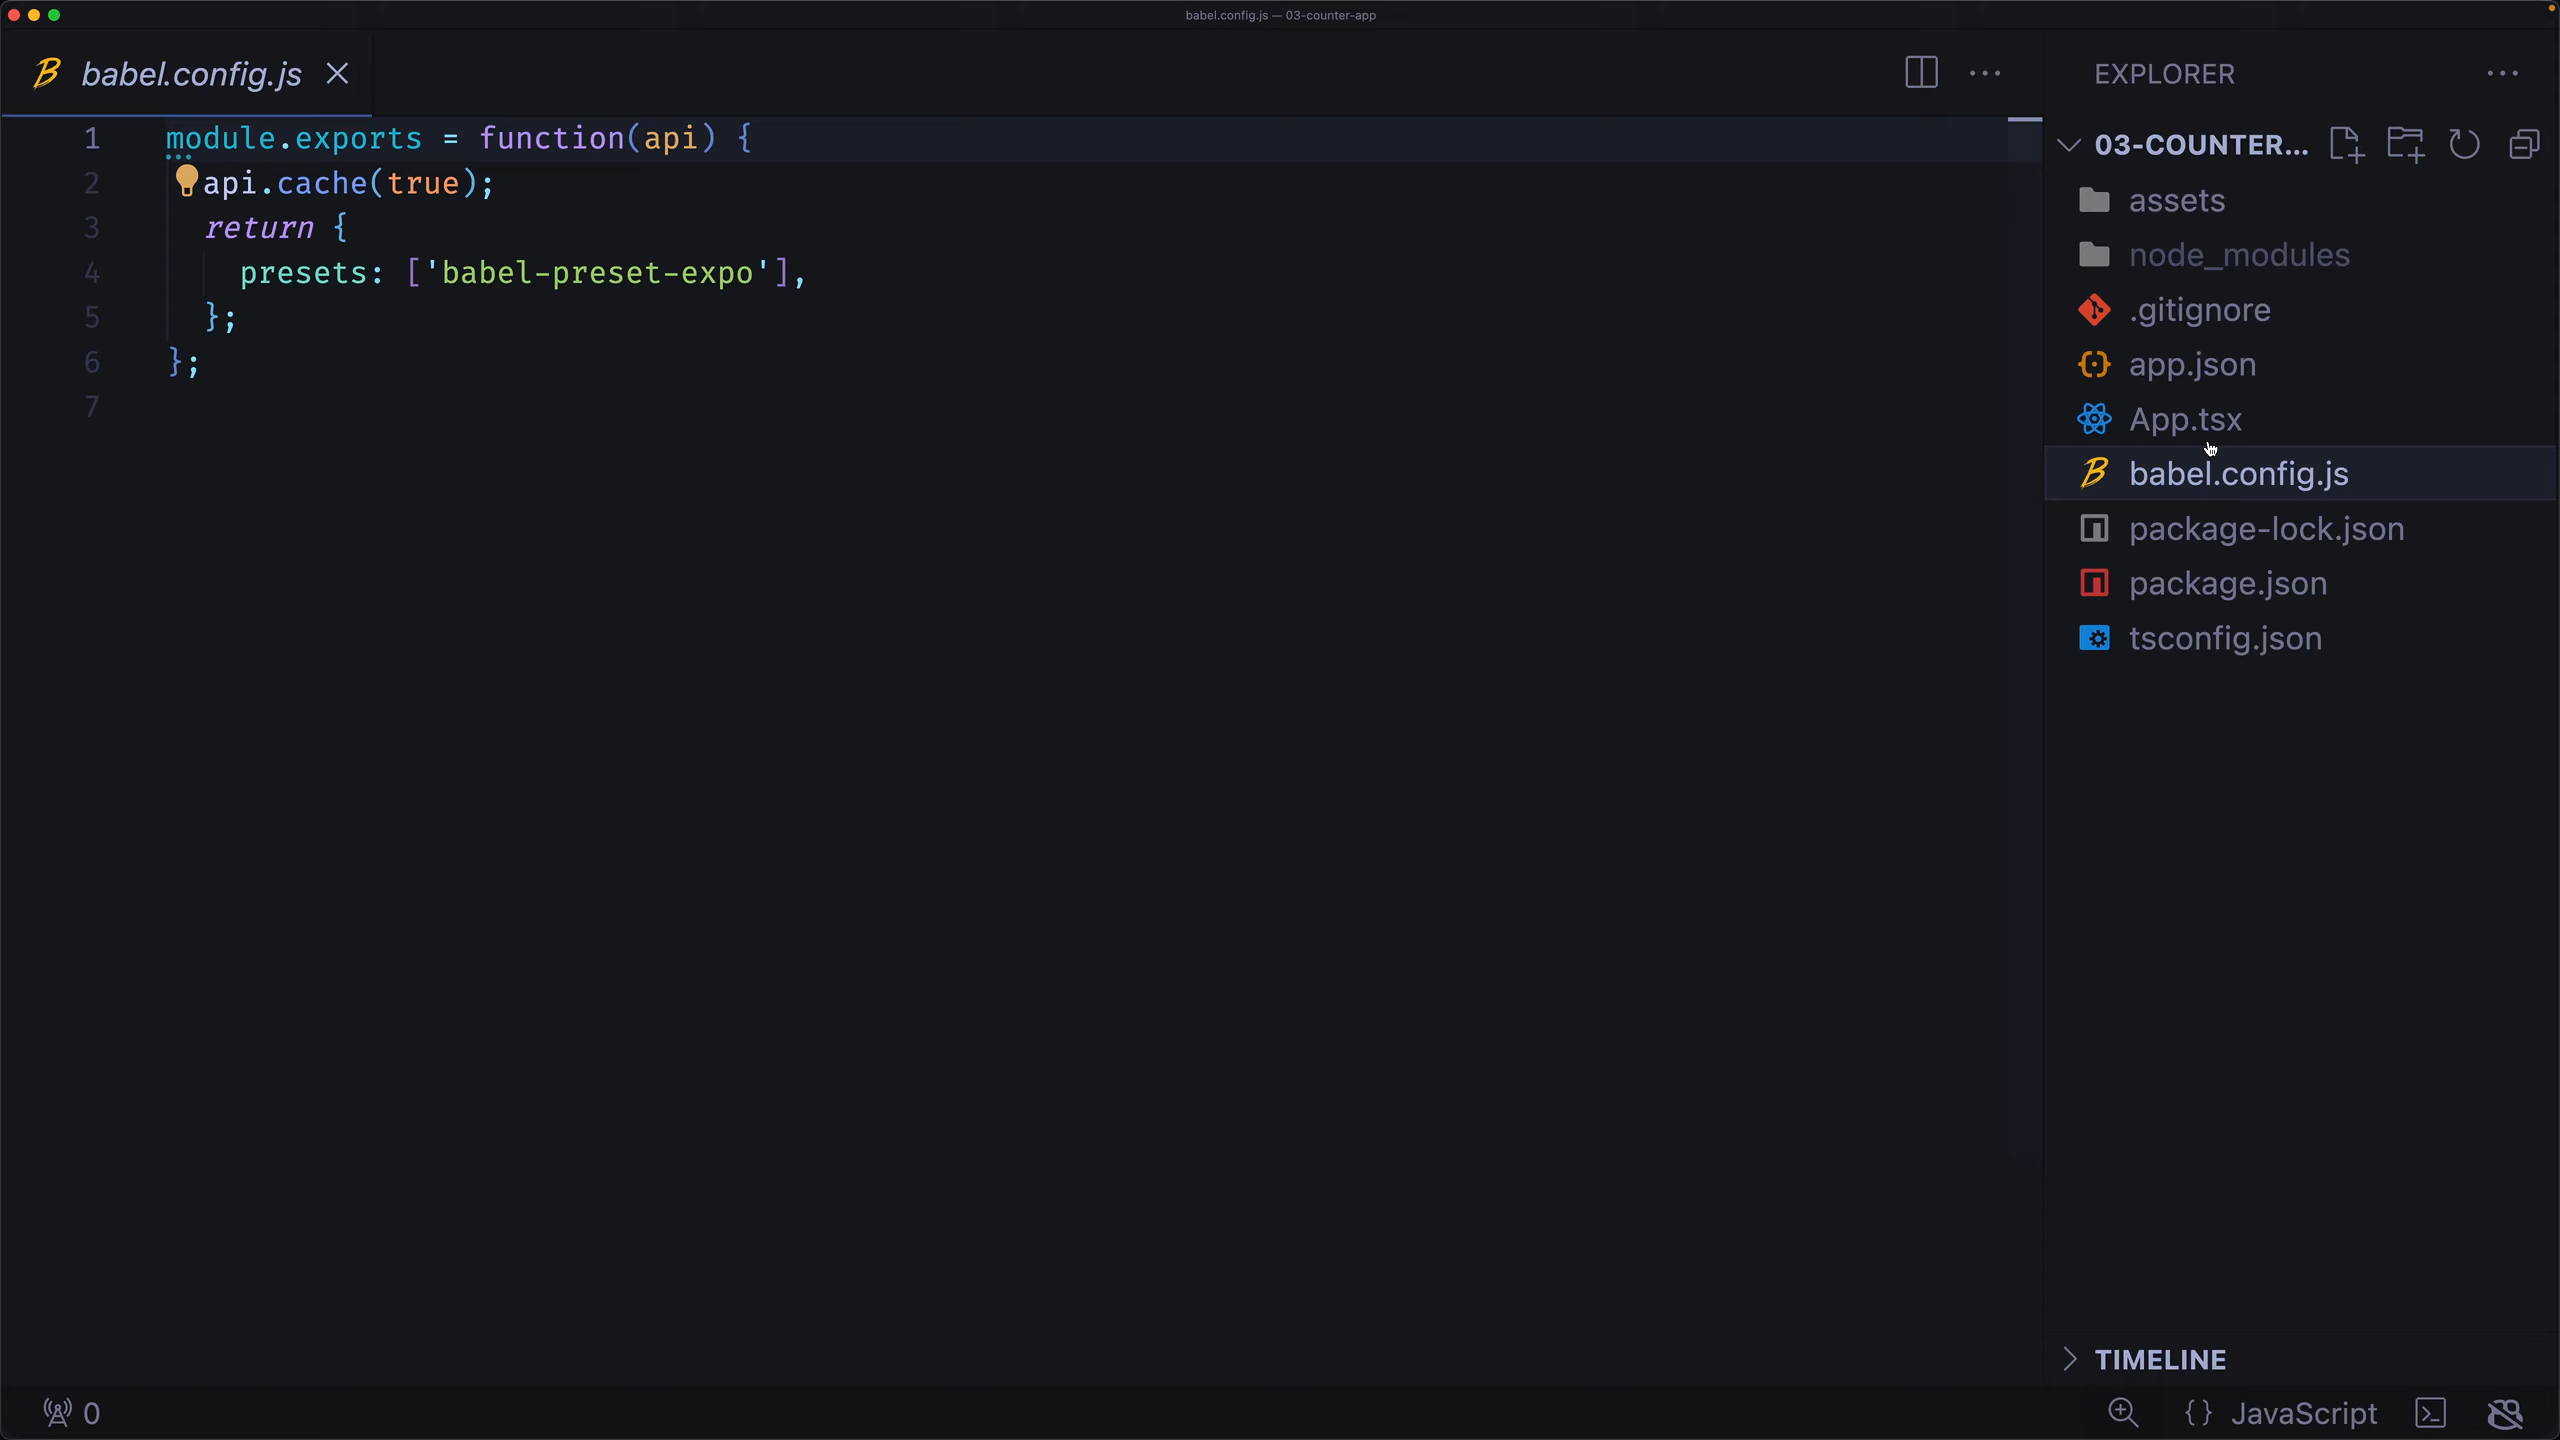 babel.config.js — 03-counter-app
babel.config.js
1 module.exports = function(api) {
2 api.cache(true);
3 return {
4 presets: ['babel-preset-expo'],
5 };
6 };
7
EXPLORER
03-COUNTER...
assets
node_modules
.gitignore
app.json
App.tsx
babel.config.js
package-lock.json
package.json
tsconfig.json
TIMELINE
0
{} JavaScript